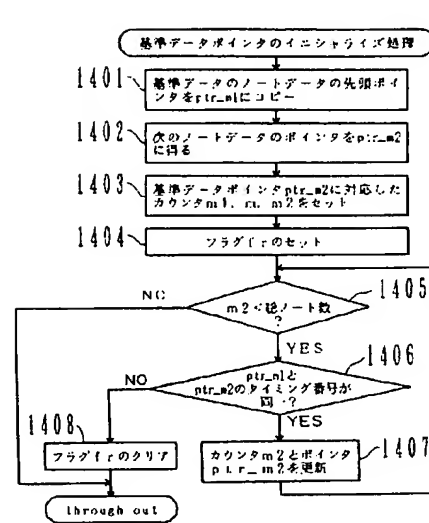 基準データポインタのイニシャライズ処理
1401
基準データのノートデータの先頭ポイ
ンタをptr_m1にコピー
1402
次のノートデータのポインタをptr_m2
に得る
1403
基準データポインタptr_m2に対応した
カウンタm1, m, m2をセット
1404
フラグfrのセット
1405
NO
m2<総ノート数
?
YES
1406
ptr_m1と
ptr_m2のタイミング番号が
同一?
NO
YES
1408
フラグfrのクリア
1407
カウンタm2とポインタ
ptr_m2を更新
through out